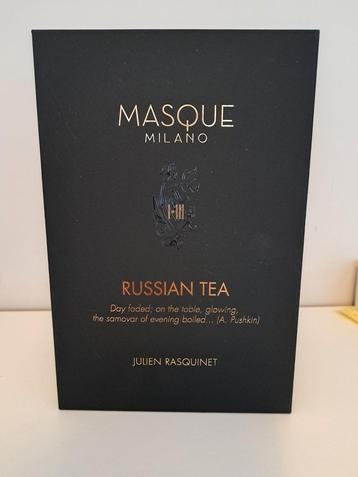 MASQUE
MILANO
I·III
RUSSIAN TEA
Day faded; on the table, glowing,
the samovar of evening boiled... (A. Pushkin)
JULIEN RASQUINET